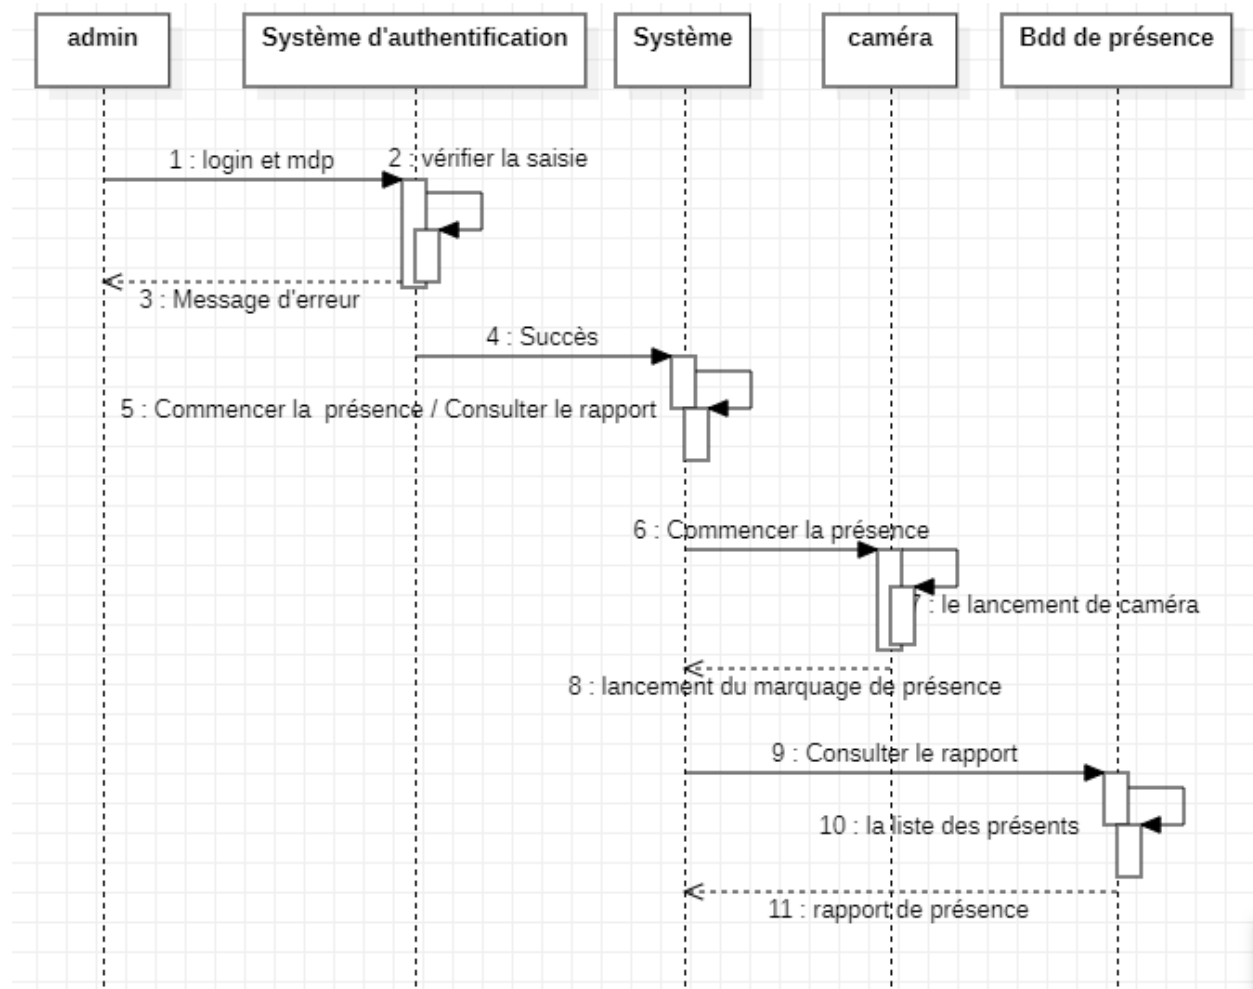 admin
Système d'authentification
Système
caméra
Bdd de présence
1 : login et mdp
2 : vérifier la saisie
3 : Message d'erreur
4 : Succès
5 : Commencer la présence / Consulter le rapport
6 : Commencer la présence
7 : le lancement de caméra
8 : lancement du marquage de présence
9 : Consulter le rapport
10 : la liste des présents
11 : rapport de présence